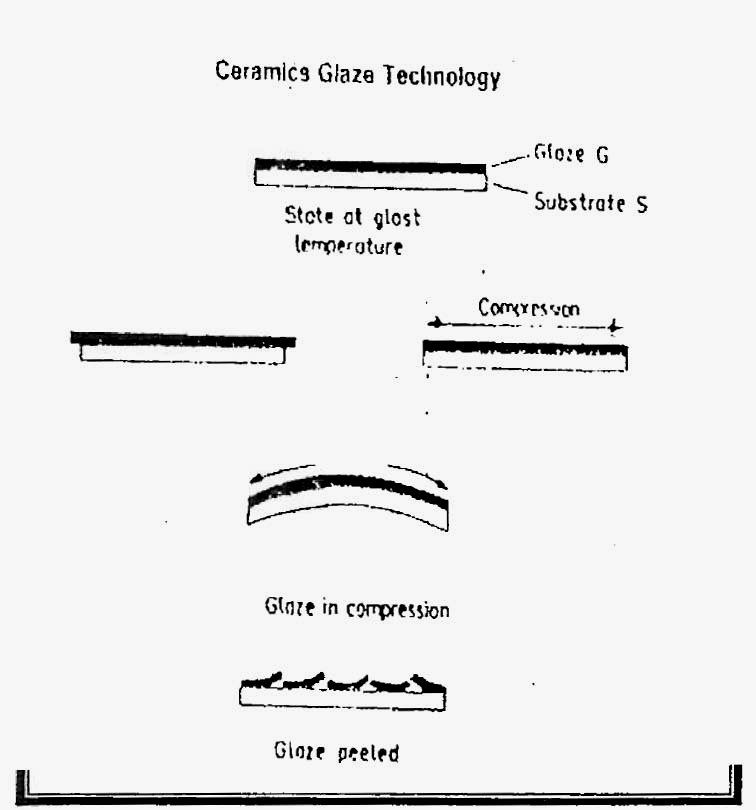 Ceramics Glaze Technology
Glaze G
Substrate S
State at glost
temperature
Compression
Glaze in compression
Glaze peeled